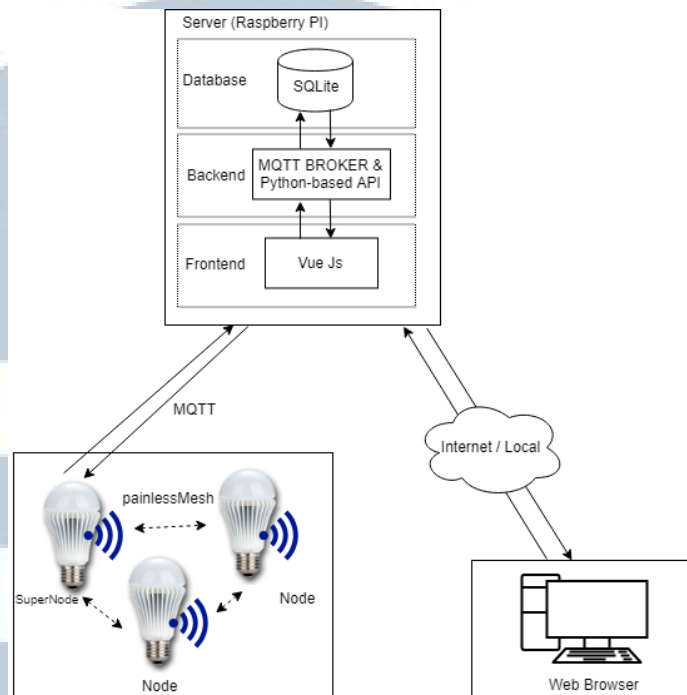 Server (Raspberry PI)
Database
SQLite
Backend
MQTT BROKER &
Python-based API
Frontend
Vue Js
MQTT
Internet / Local
painlessMesh
SuperNode
Node
Node
Web Browser